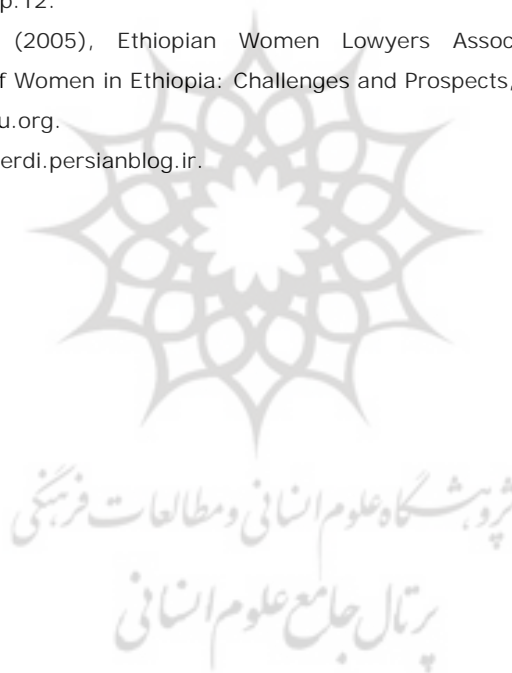 p.12.
(2005), Ethiopian Women Lowyers Assoc
f Women in Ethiopia: Challenges and Prospects,
u.org.
erdi.persianblog.ir.
پژوهشگاه علوم انسانی و مطالعات فرهنگی
پرتال جامع علوم انسانی